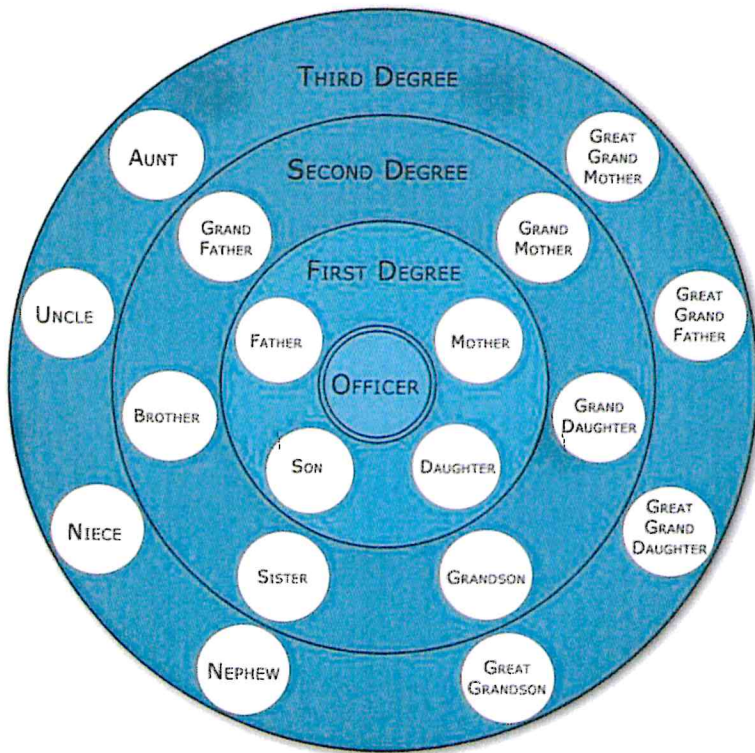 THIRD DEGREE
AUNT
GREAT
GRAND
MOTHER
SECOND DEGREE
GRAND
FATHER
GRAND
MOTHER
FIRST DEGREE
UNCLE
GREAT
GRAND
FATHER
FATHER
MOTHER
OFFICER
BROTHER
GRAND
DAUGHTER
SON
DAUGHTER
NIECE
GREAT
GRAND
DAUGHTER
SISTER
GRANDSON
NEPHEW
GREAT
GRANDSON